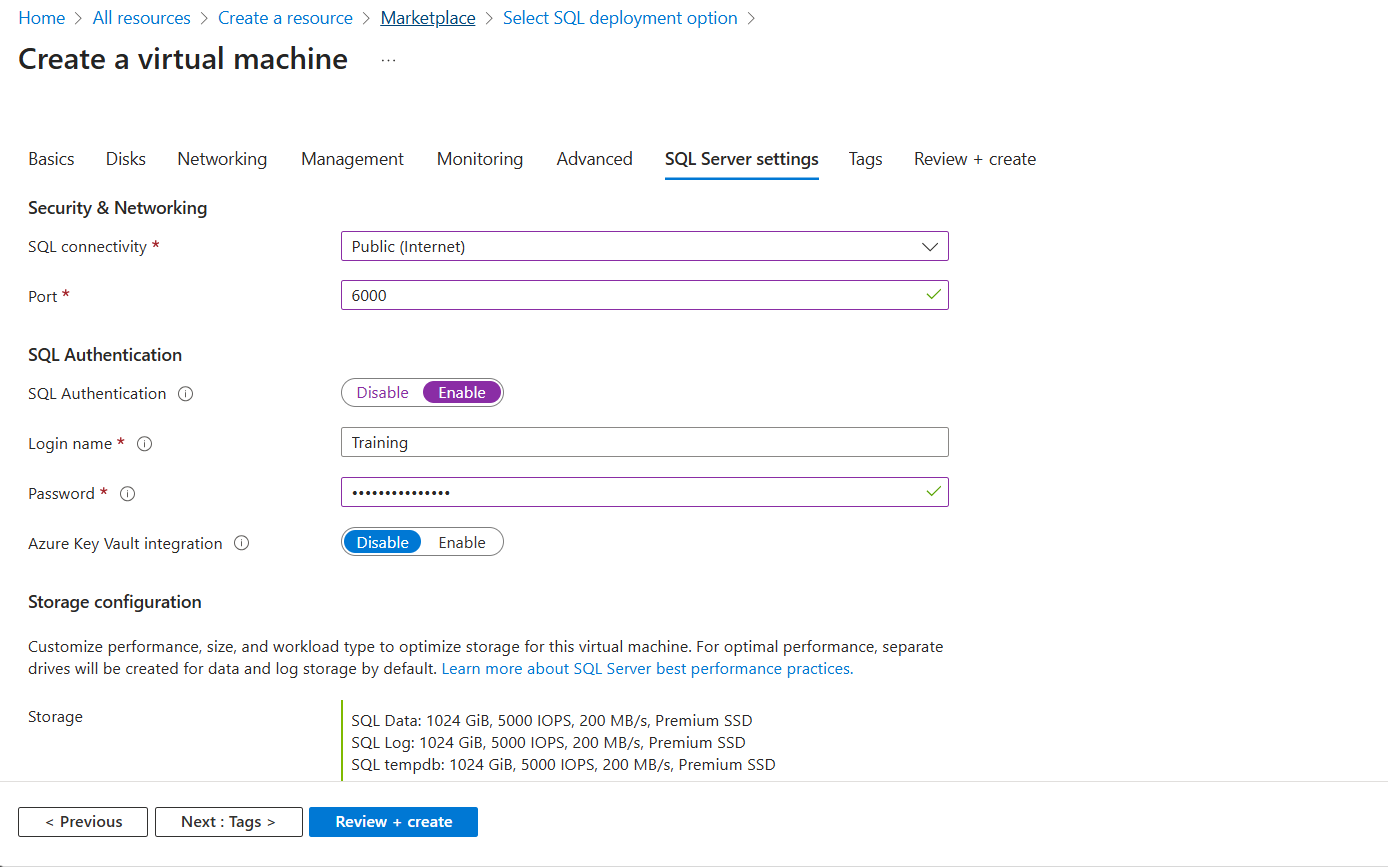 Home > All resources > Create a resource > Marketplace > Select SQL deployment option >
Create a virtual machine ...
Basics Disks Networking Management Monitoring Advanced SQL Server settings Tags Review + create
Security & Networking
SQL connectivity * Public (Internet)
Port * 6000
SQL Authentication
SQL Authentication Disable Enable
Login name * Training
Password * •••••••••••••••
Azure Key Vault integration Disable Enable
Storage configuration
Customize performance, size, and workload type to optimize storage for this virtual machine. For optimal performance, separate
drives will be created for data and log storage by default. Learn more about SQL Server best performance practices.
Storage
SQL Data: 1024 GiB, 5000 IOPS, 200 MB/s, Premium SSD
SQL Log: 1024 GiB, 5000 IOPS, 200 MB/s, Premium SSD
SQL tempdb: 1024 GiB, 5000 IOPS, 200 MB/s, Premium SSD
< Previous Next : Tags > Review + create